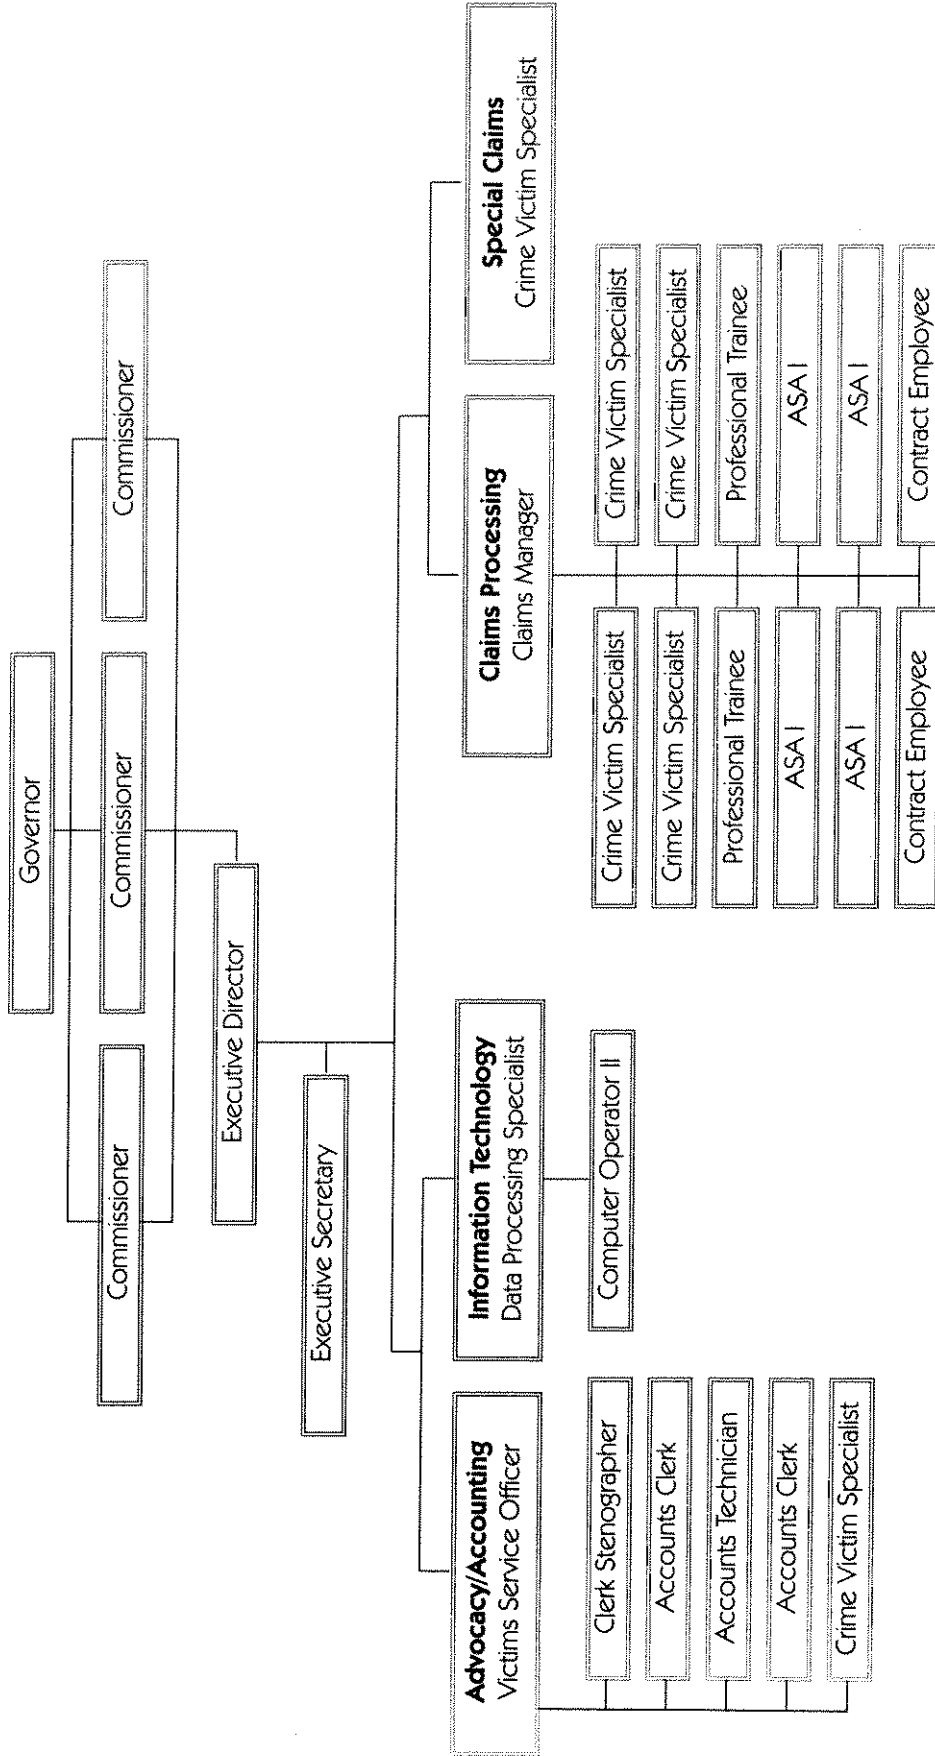 Governor
Commissioner
Commissioner
Commissioner
Executive Director
Executive Secretary
Advocacy/Accounting
Victims Service Officer
Clerk Stenographer
Accounts Clerk
Accounts Technician
Accounts Clerk
Crime Victim Specialist
Information Technology
Data Processing Specialist
Computer Operator II
Claims Processing
Claims Manager
Crime Victim Specialist
Crime Victim Specialist
Crime Victim Specialist
Crime Victim Specialist
Professional Trainee
Professional Trainee
ASA I
ASA I
ASA I
ASA I
Contract Employee
Contract Employee
Special Claims
Crime Victim Specialist